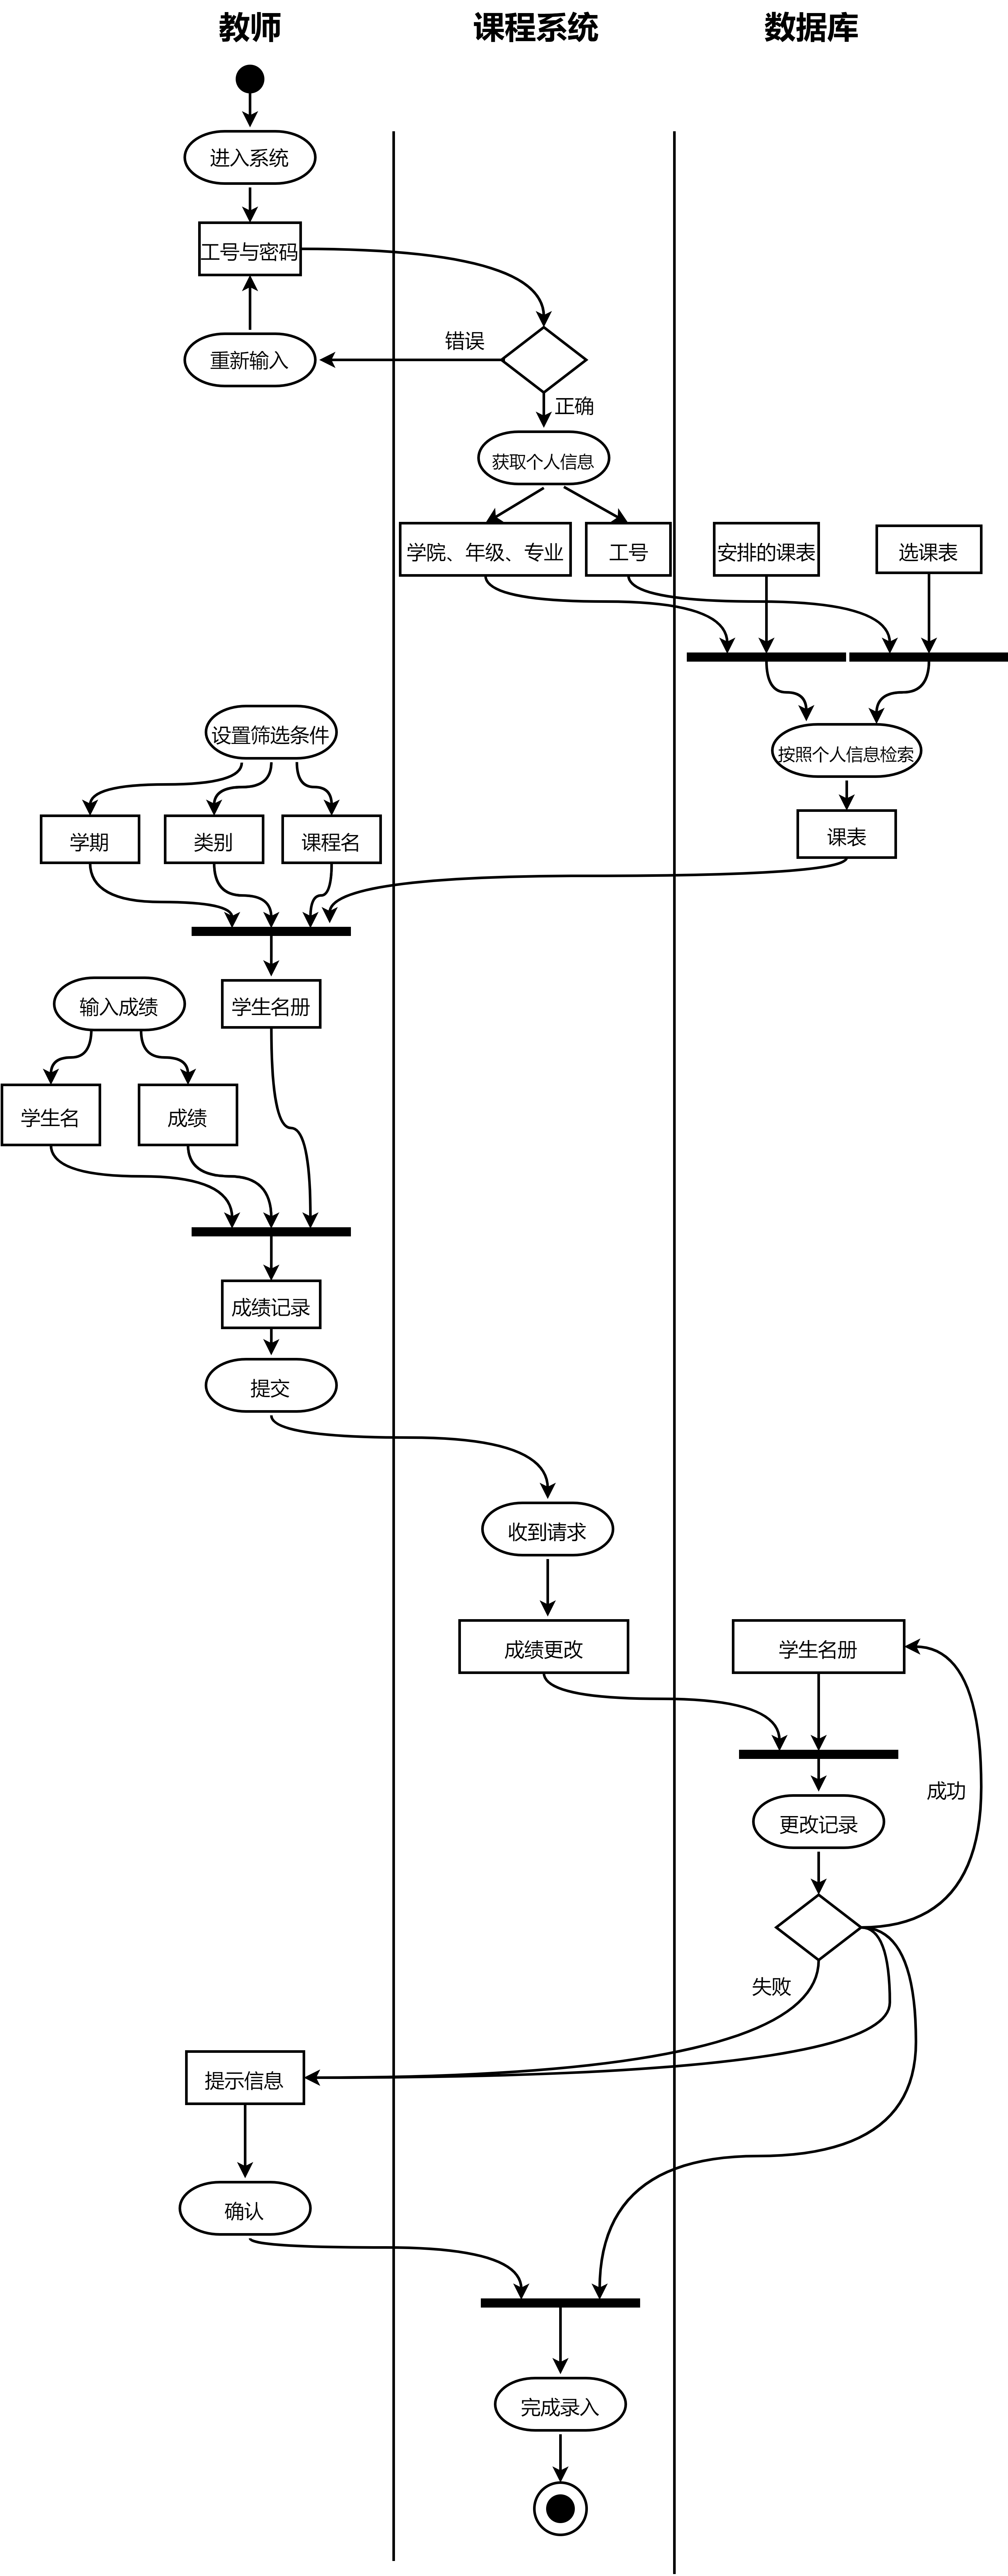 教师
课程系统
数据库
进入系统
工号与密码
错误
重新输入
正确
获取个人信息
学院、年级、专业
工号
安排的课表
选课表
设置筛选条件
按照个人信息检索
学期
类别
课程名
课表
输入成绩
学生名册
学生名
成绩
成绩记录
提交
收到请求
成绩更改
学生名册
成功
更改记录
失败
提示信息
确认
完成录入